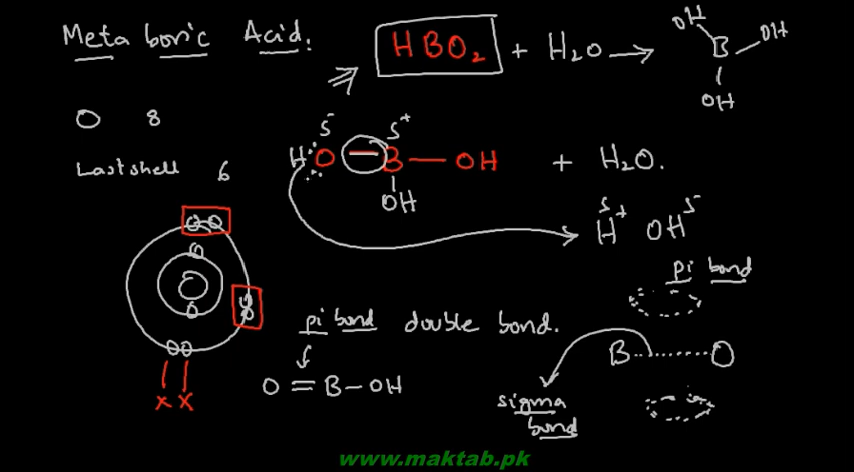 Meta boric Acid:
HBO2 + H2O → B OH OH OH
O 8
Last shell 6
H O — B — OH + H2O.
OH
δ- δ+
H+ OH-
δ δ
pi bond
pi bond double bond.
B O
O = B - OH
sigma
bond
x x
www.maktab.pk